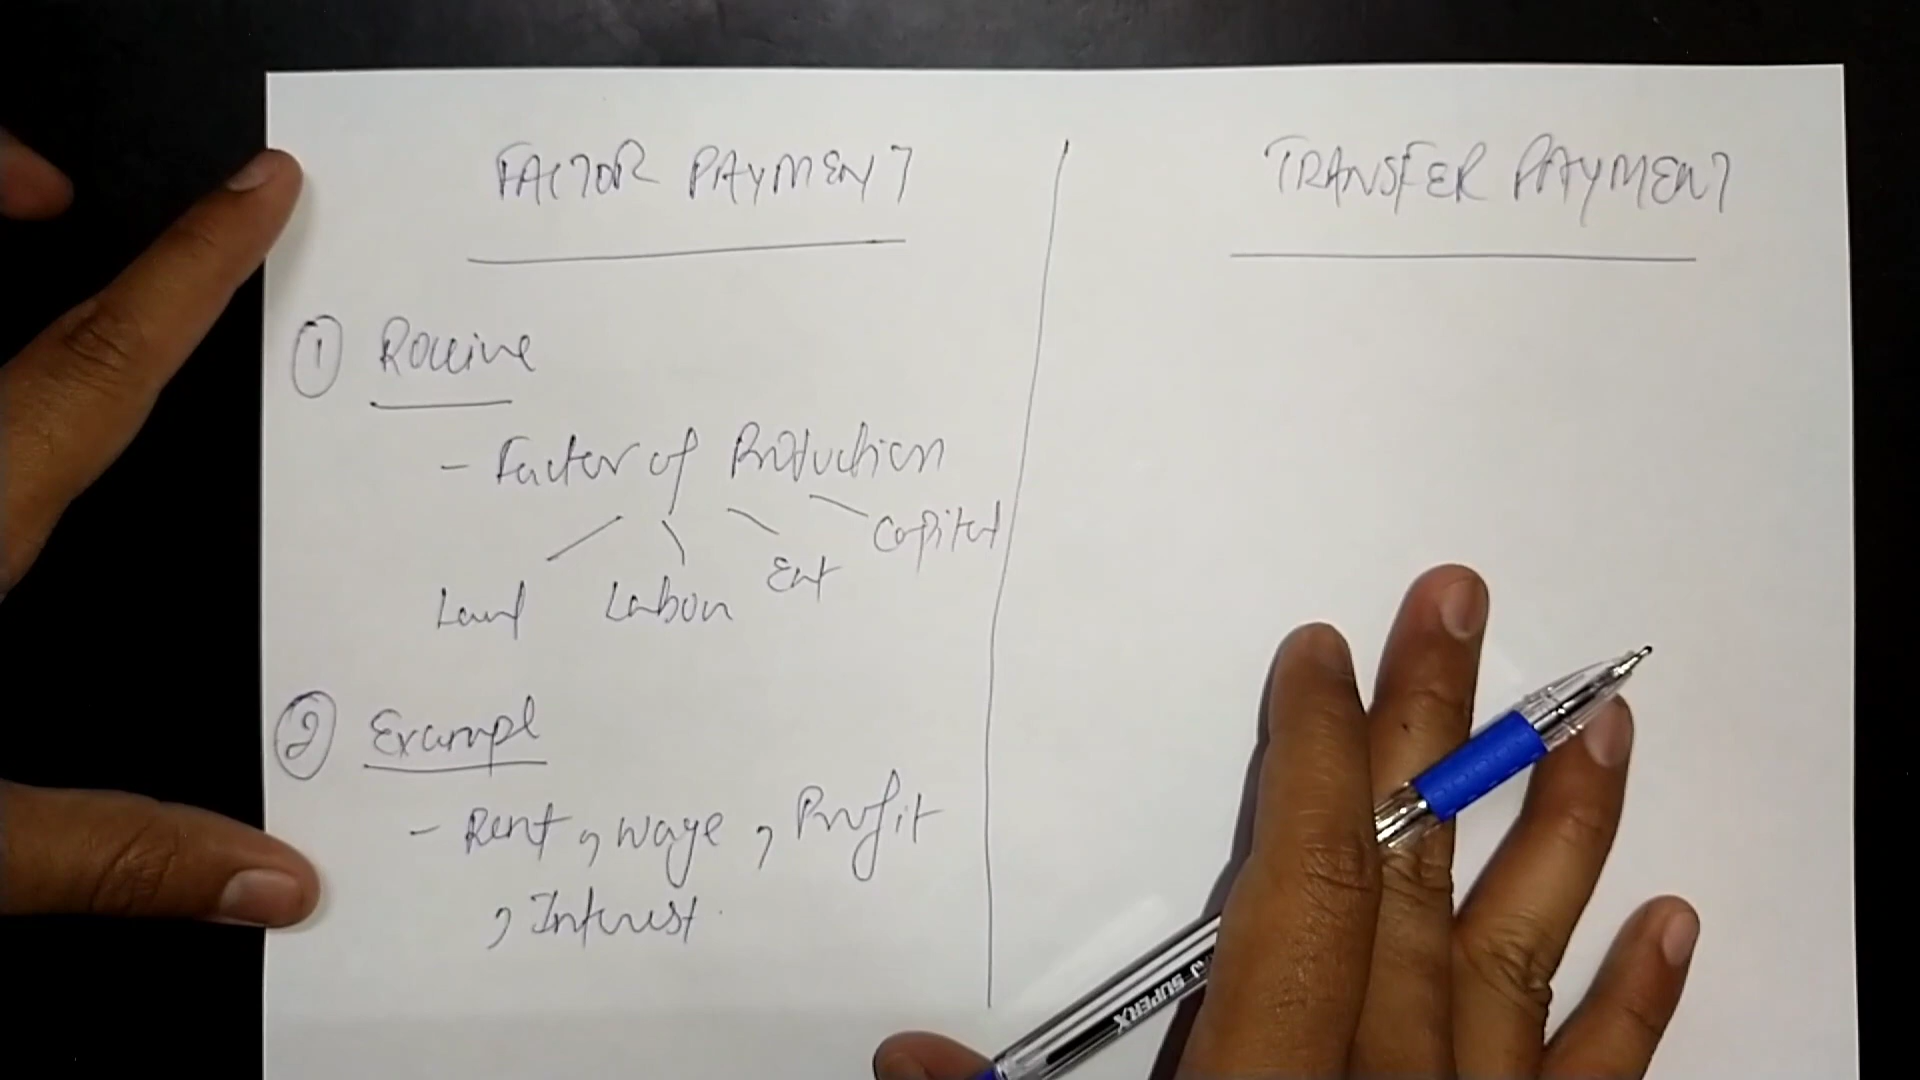 FACTOR PAYMENT
TRANSFER PAYMENT
① Receive
- Factor of Production
Land Labour Ent Capital
② Exampl
- Rent, wage, Profit
, Interest
SUPERX